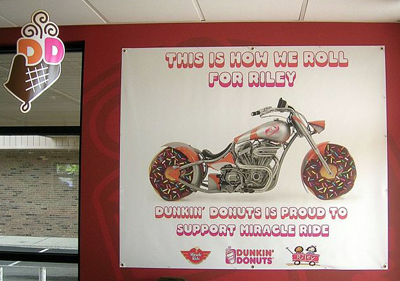 DD
THIS IS HOW WE ROLL
FOR RILEY
DUNKIN' DONUTS IS PROUD TO
SUPPORT MIRACLE RIDE
DUNKIN'
DONUTS